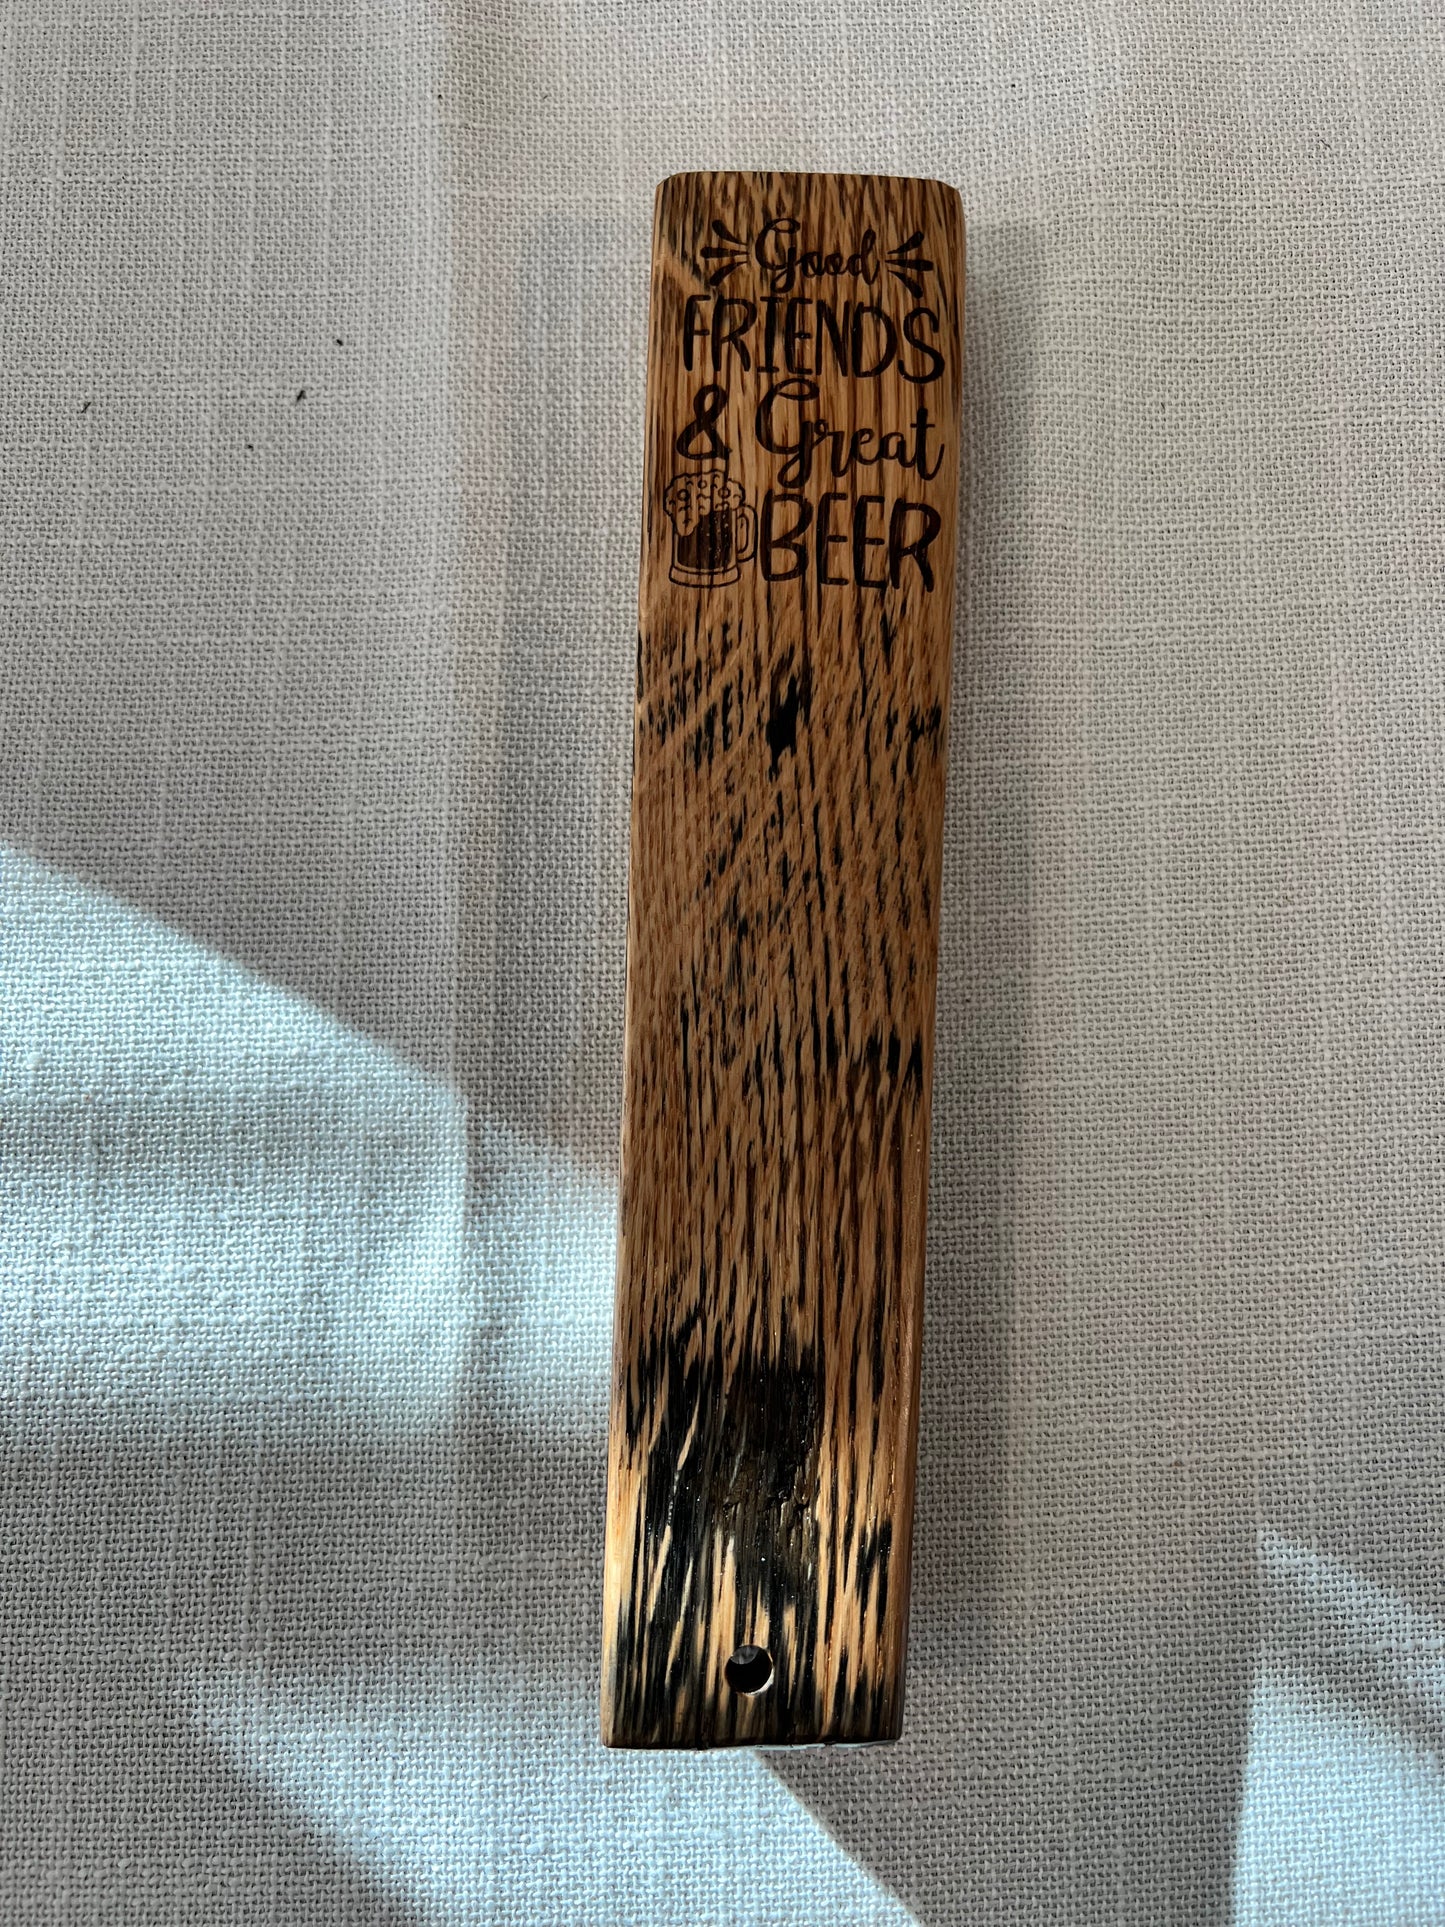 Good
FRIENDS
& Great
BEER